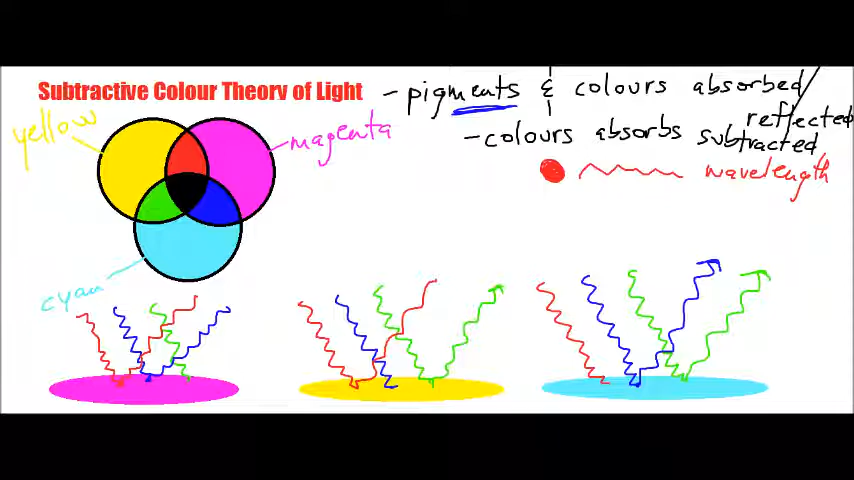 Subtractive Colour Theory of Light
- pigments & colours absorbed
reflected
- colours absorbs subtracted
wavelength
yellow
magenta
cyan